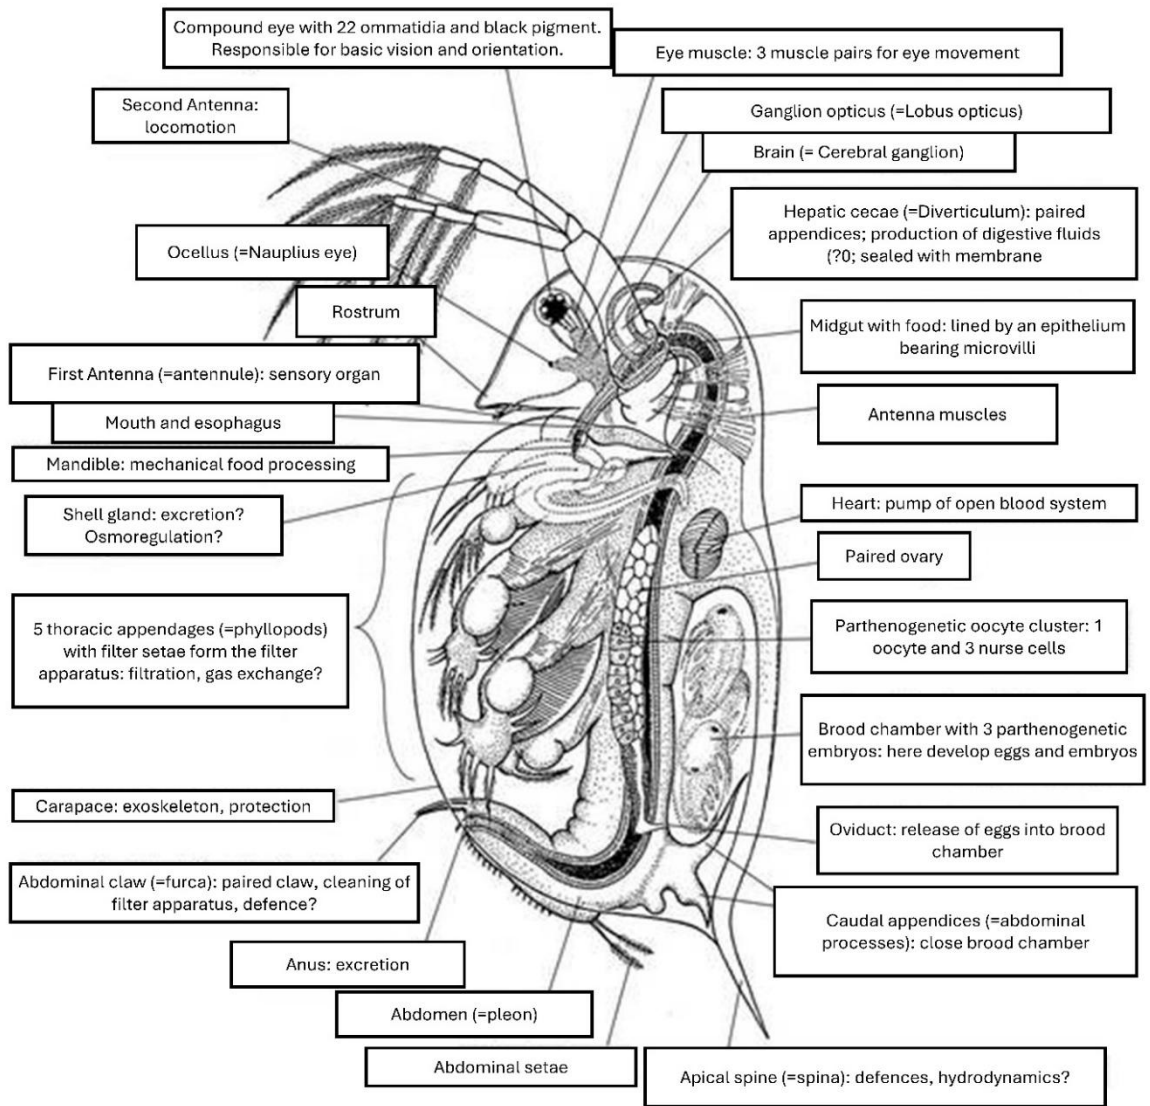 Compound eye with 22 ommatidia and black pigment.
Responsible for basic vision and orientation.
Eye muscle: 3 muscle pairs for eye movement
Second Antenna:
locomotion
Ganglion opticus (=Lobus opticus)
Brain (= Cerebral ganglion)
Hepatic cecae (=Diverticulum): paired
appendices; production of digestive fluids
(?0; sealed with membrane
Ocellus (=Nauplius eye)
Rostrum
Midgut with food: lined by an epithelium
bearing microvilli
First Antenna (=antennule): sensory organ
Mouth and esophagus
Antenna muscles
Mandible: mechanical food processing
Shell gland: excretion?
Osmoregulation?
Heart: pump of open blood system
Paired ovary
5 thoracic appendages (=phyllopods)
with filter setae form the filter
apparatus: filtration, gas exchange?
Parthenogenetic oocyte cluster: 1
oocyte and 3 nurse cells
Brood chamber with 3 parthenogenetic
embryos: here develop eggs and embryos
Carapace: exoskeleton, protection
Oviduct: release of eggs into brood
chamber
Abdominal claw (=furca): paired claw, cleaning of
filter apparatus, defence?
Caudal appendices (=abdominal
processes): close brood chamber
Anus: excretion
Abdomen (=pleon)
Abdominal setae
Apical spine (=spina): defences, hydrodynamics?